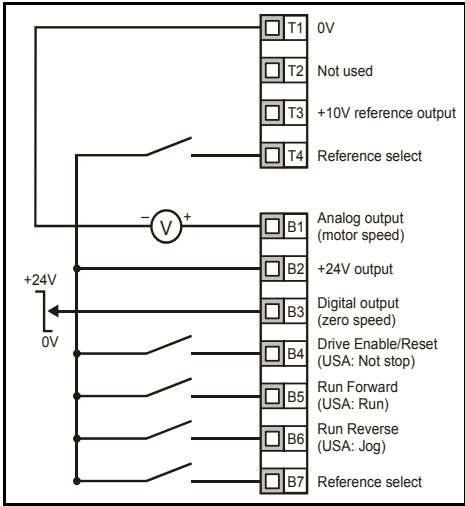 T1 0V
T2 Not used
T3 +10V reference output
T4 Reference select
– V +
B1 Analog output
(motor speed)
B2 +24V output
+24V
B3 Digital output
(zero speed)
0V
B4 Drive Enable/Reset
(USA: Not stop)
B5 Run Forward
(USA: Run)
B6 Run Reverse
(USA: Jog)
B7 Reference select